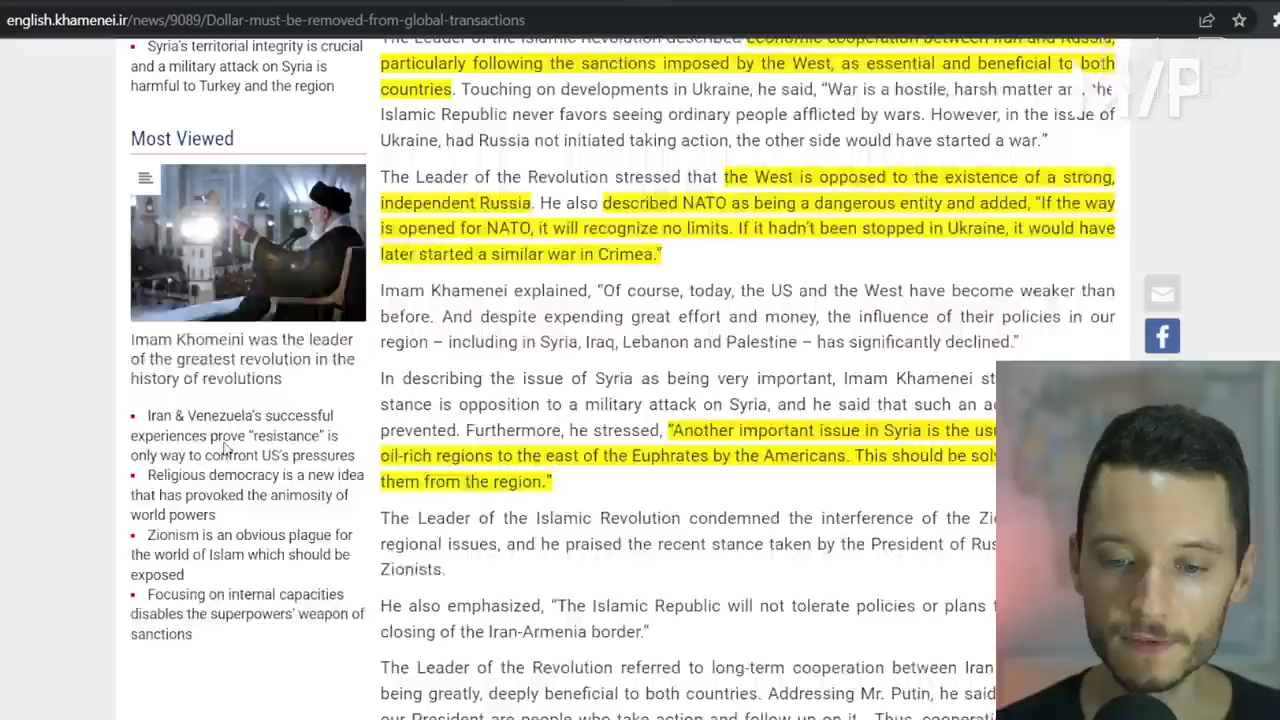 english.khamenei.ir/news/9089/Dollar-must-be-removed-from-global-transactions
Syria's territorial integrity is crucial
and a military attack on Syria is
harmful to Turkey and the region
Most Viewed
Imam Khomeini was the leader
of the greatest revolution in the
history of revolutions
Iran & Venezuela's successful
experiences prove “resistance” is
only way to confront US's pressures
Religious democracy is a new idea
that has provoked the animosity of
world powers
Zionism is an obvious plague for
the world of Islam which should be
exposed
Focusing on internal capacities
disables the superpowers' weapon of
sanctions
The Leader of the Islamic Revolution described economic cooperation between Iran and Russia,
particularly following the sanctions imposed by the West, as essential and beneficial to both
countries. Touching on developments in Ukraine, he said, “War is a hostile, harsh matter the
Islamic Republic never favors seeing ordinary people afflicted by wars. However, in the issue of
Ukraine, had Russia not initiated taking action, the other side would have started a war.”
The Leader of the Revolution stressed that the West is opposed to the existence of a strong,
independent Russia. He also described NATO as being a dangerous entity and added, “If the way
is opened for NATO, it will recognize no limits. If it hadn't been stopped in Ukraine, it would have
later started a similar war in Crimea.”
Imam Khamenei explained, “Of course, today, the US and the West have become weaker than
before. And despite expending great effort and money, the influence of their policies in our
region – including in Syria, Iraq, Lebanon and Palestine – has significantly declined.”
In describing the issue of Syria as being very important, Imam Khamenei st
stance is opposition to a military attack on Syria, and he said that such an a
prevented. Furthermore, he stressed, “Another important issue in Syria is the
oil-rich regions to the east of the Euphrates by the Americans. This should be
them from the region.”
The Leader of the Islamic Revolution condemned the interference of the
regional issues, and he praised the recent stance taken by the President of
Zionists.
He also emphasized, “The Islamic Republic will not tolerate policies or plans
closing of the Iran-Armenia border.“
The Leader of the Revolution referred to long-term cooperation between Iran
being greatly, deeply beneficial to both countries. Addressing Mr. Putin, he said
our President are people who take action and follow up on it. Thus, cooperati